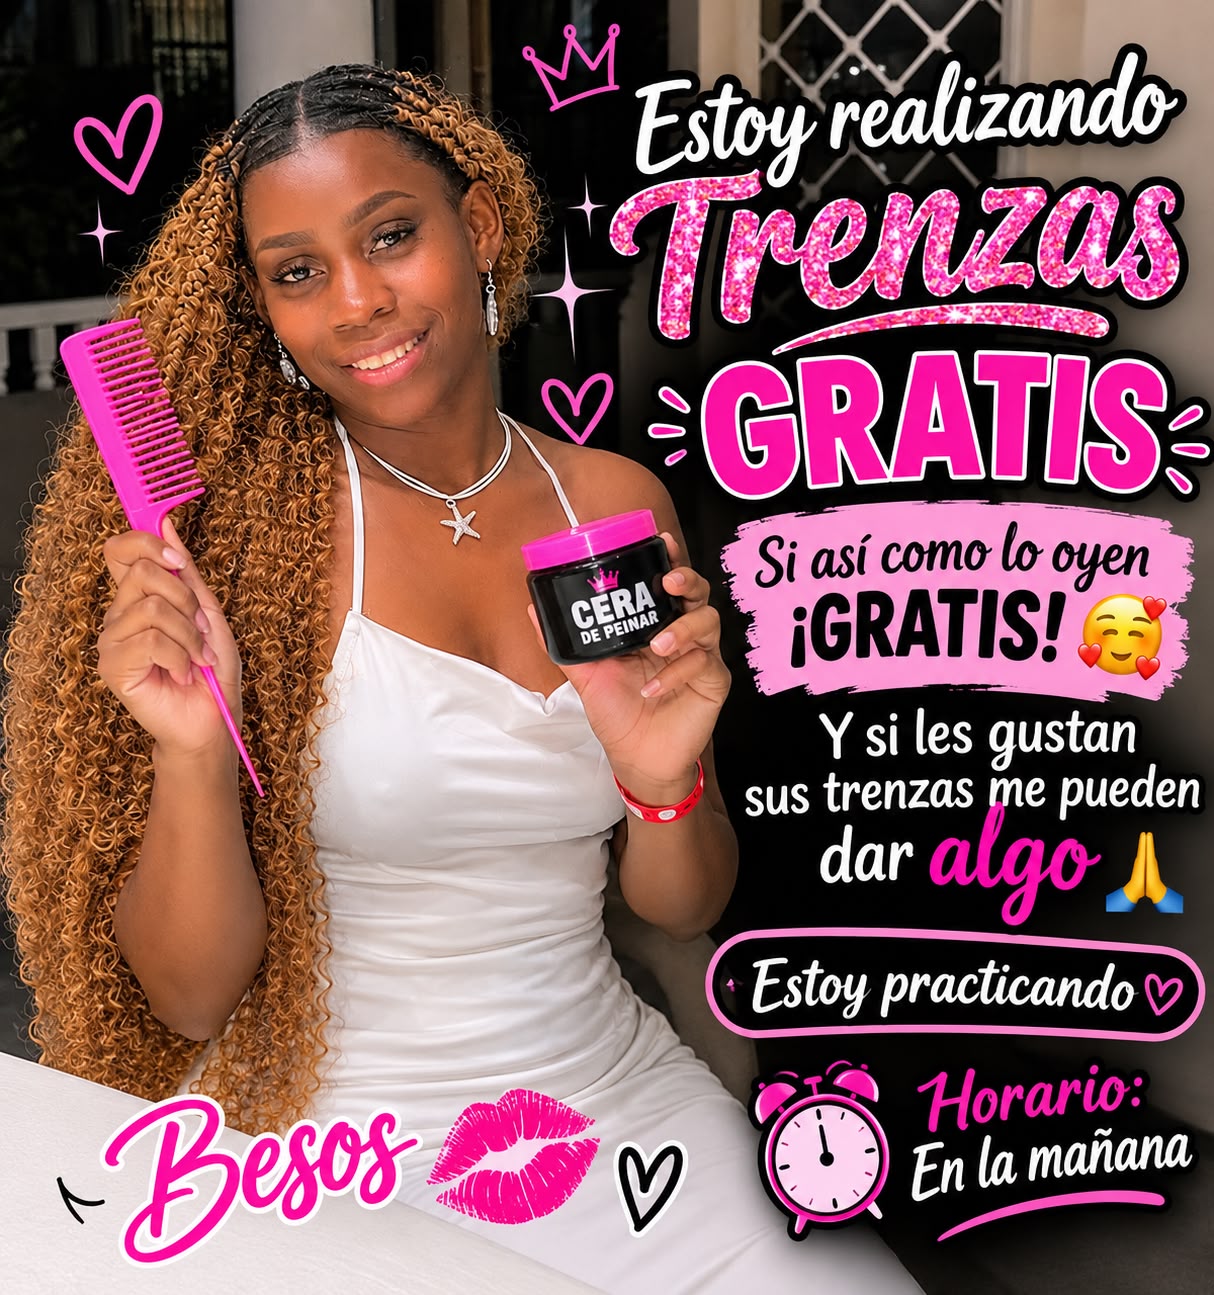 Estoy realizando
Trenzas
GRATIS
Si así como lo oyen
¡GRATIS! 🥰
Y si les gustan
sus trenzas me pueden
dar algo 🙏
Estoy practicando
Horario:
En la mañana
CERA
DE PEINAR
Besos